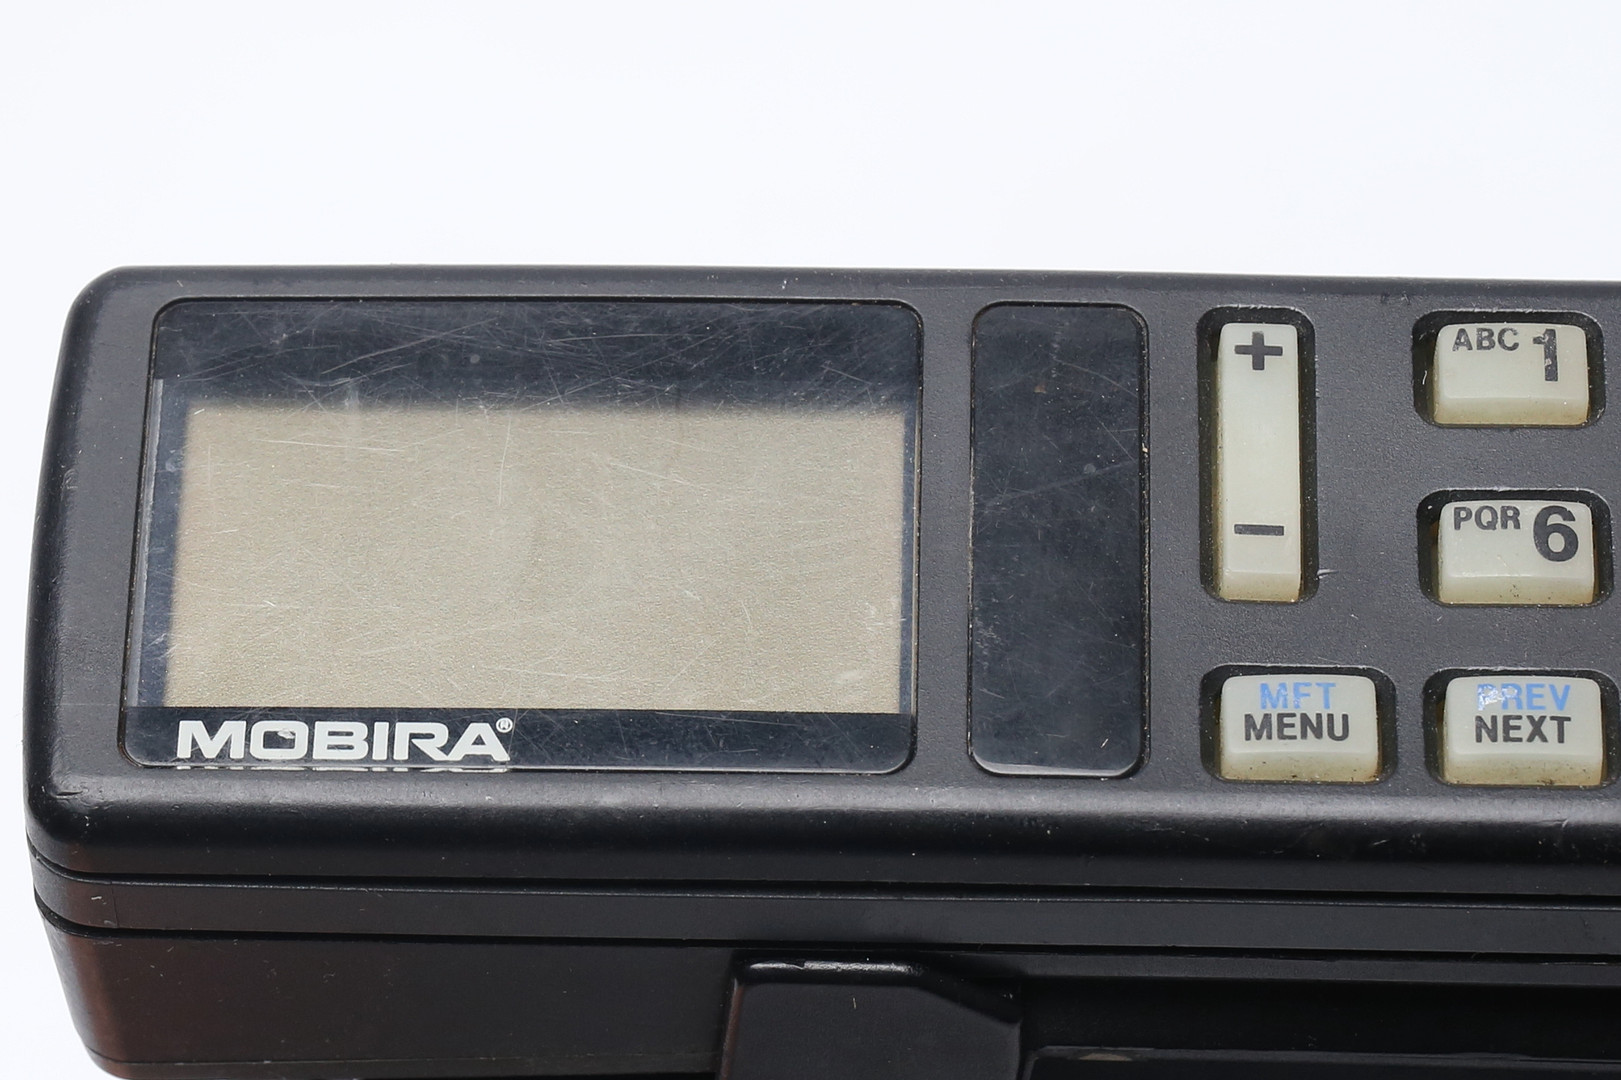 +
ABC 1
−
PQR 6
MFT
MENU
PREV
NEXT
MOBIRA®